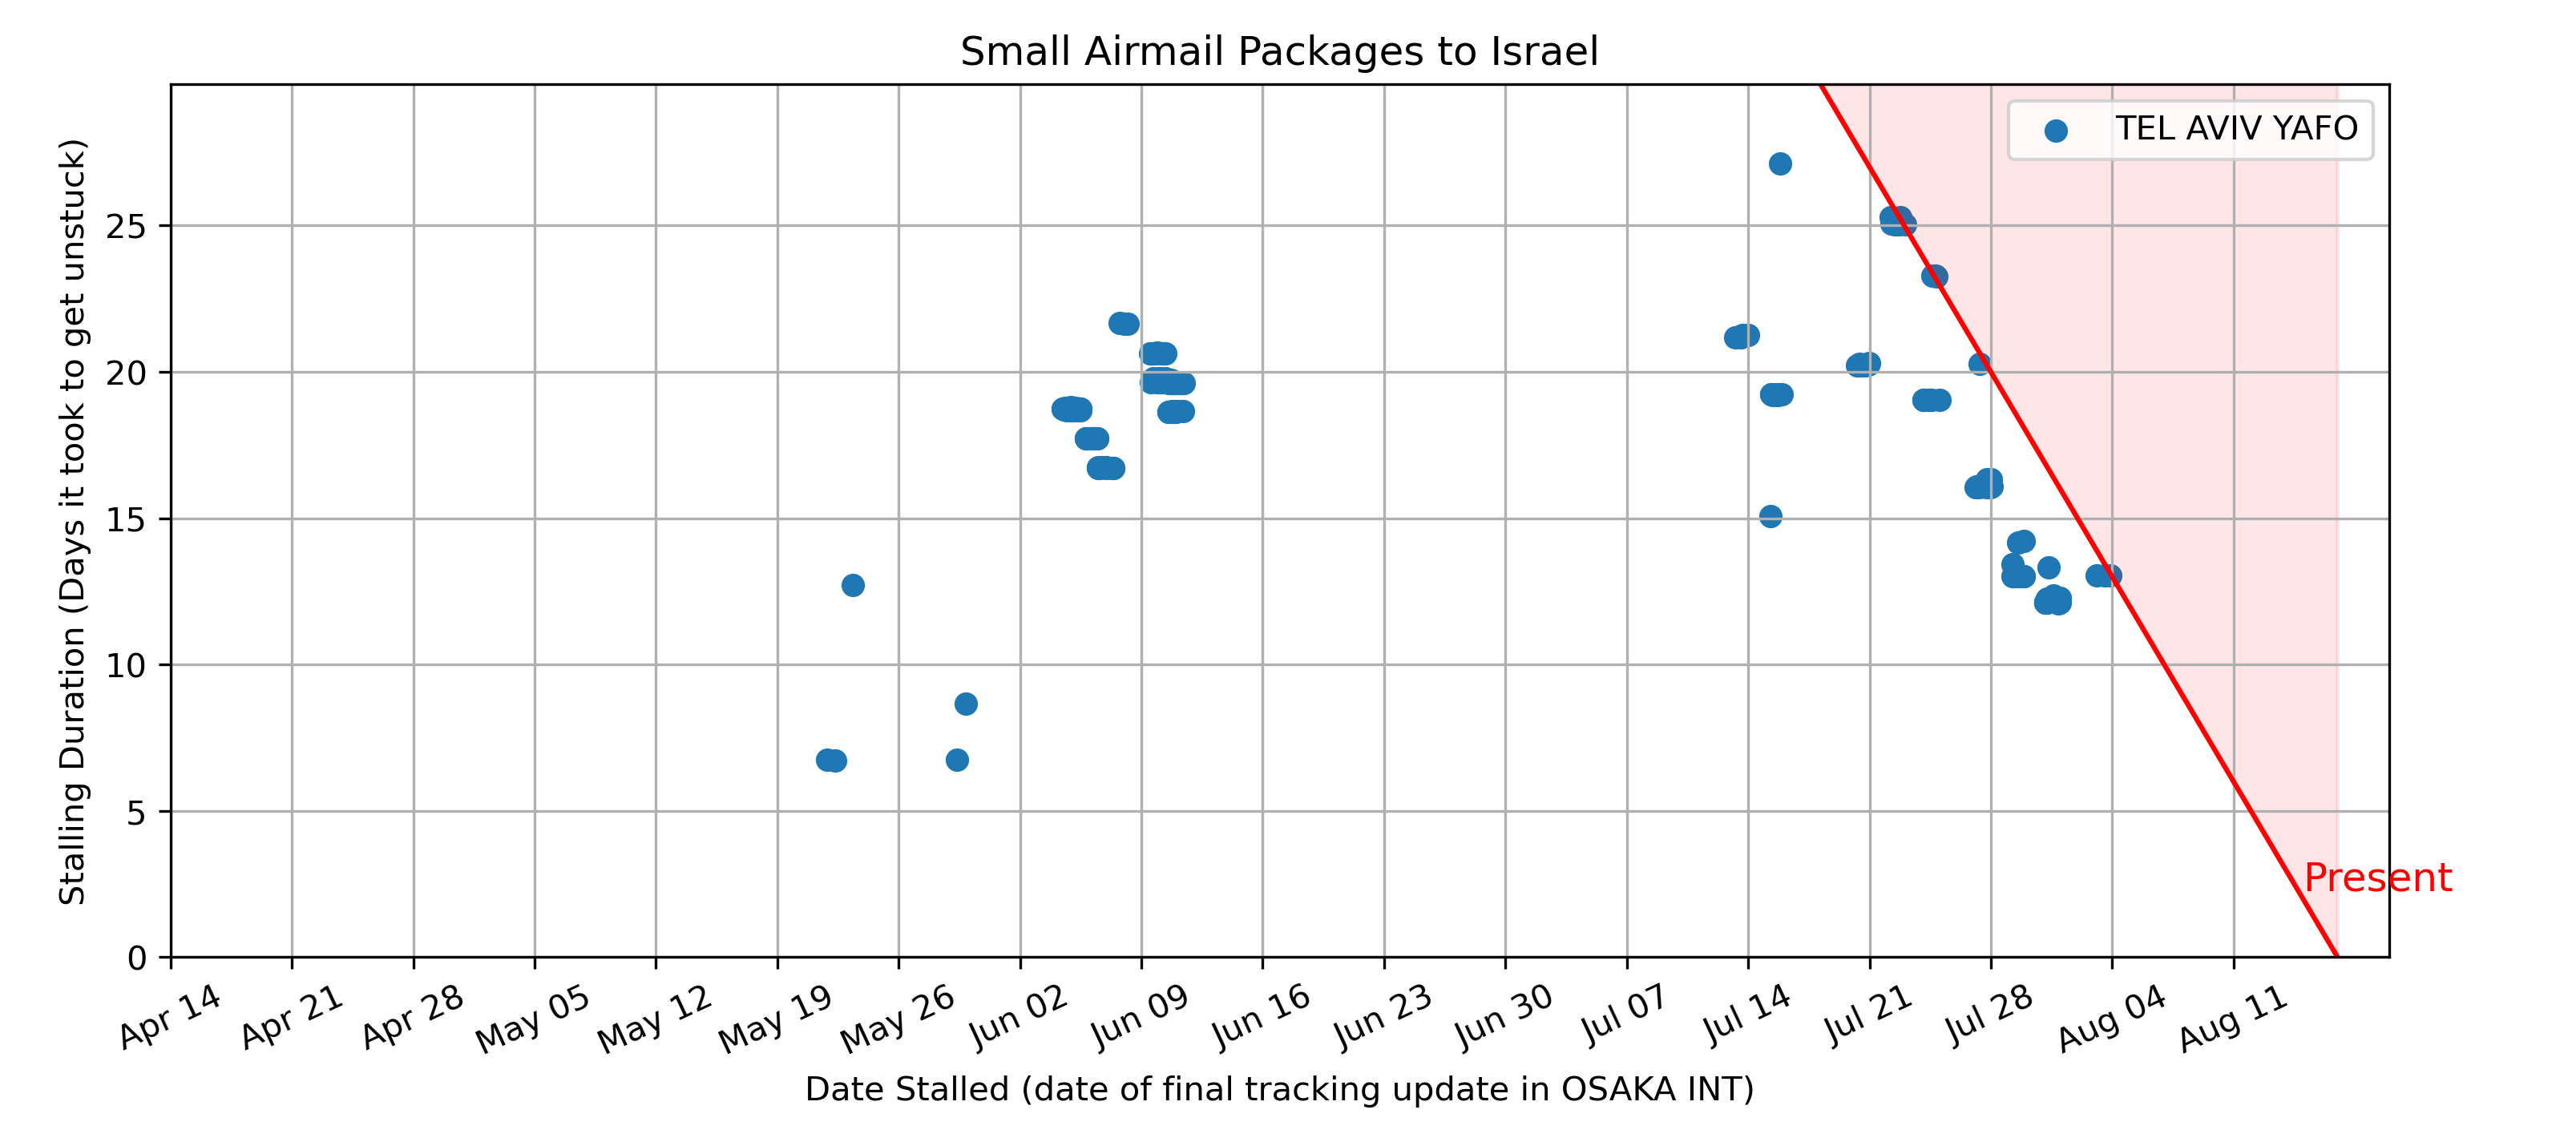 Small Airmail Packages to Israel
TEL AVIV YAFO
Stalling Duration (Days it took to get unstuck)
25
20
15
10
5
0
Present
Apr 14
Apr 21
Apr 28
May 05
May 12
May 19
May 26
Jun 02
Jun 09
Jun 16
Jun 23
Jun 30
Jul 07
Jul 14
Jul 21
Jul 28
Aug 04
Aug 11
Date Stalled (date of final tracking update in OSAKA INT)